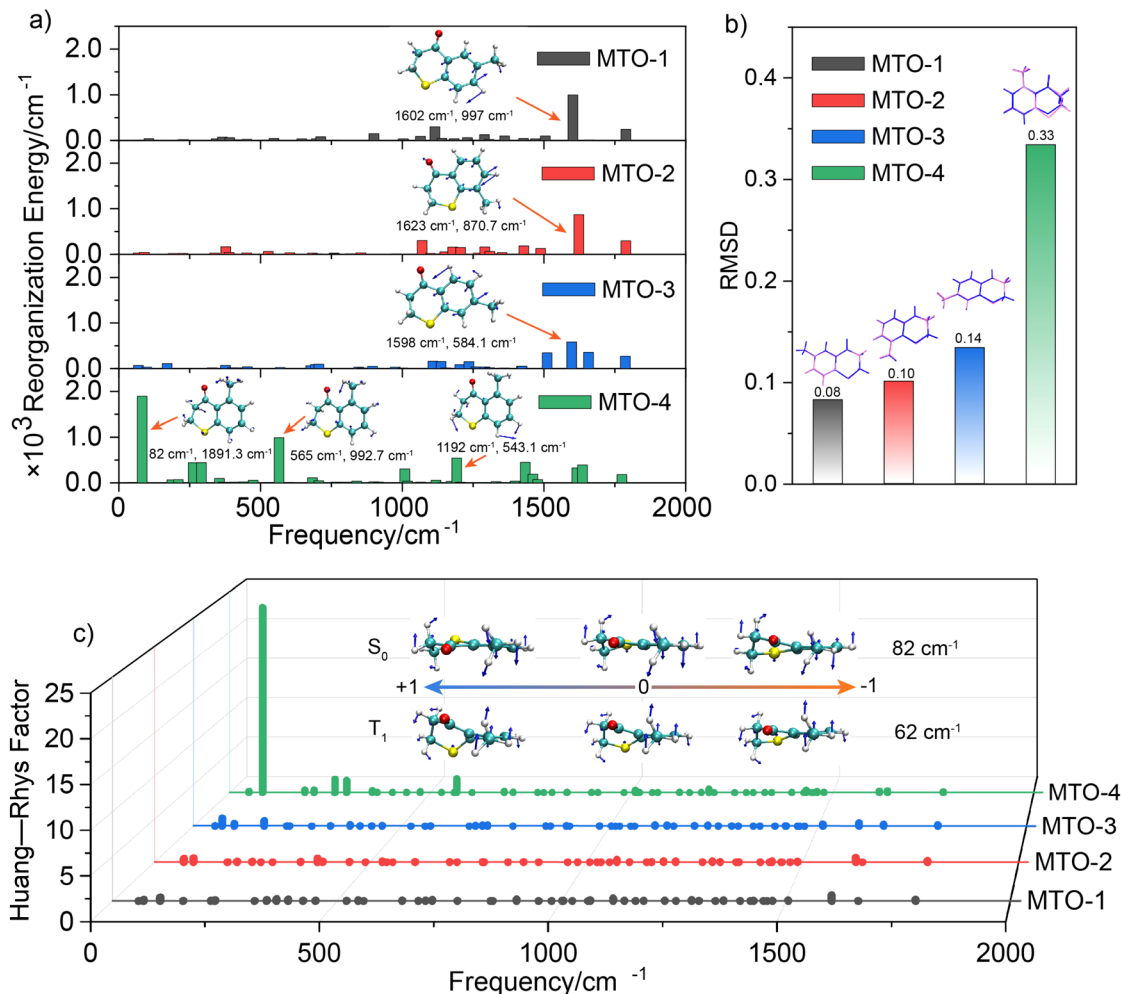 a)
×10³ Reorganization Energy/cm⁻¹
2.0
1.0
0.0
MTO-1
1602 cm⁻¹, 997 cm⁻¹
2.0
1.0
0.0
MTO-2
1623 cm⁻¹, 870.7 cm⁻¹
2.0
1.0
0.0
MTO-3
1598 cm⁻¹, 584.1 cm⁻¹
2.0
1.0
0.0
MTO-4
82 cm⁻¹, 1891.3 cm⁻¹
565 cm⁻¹, 992.7 cm⁻¹
1192 cm⁻¹, 543.1 cm⁻¹
0 500 1000 1500 2000
Frequency/cm⁻¹
b)
RMSD
0.4
0.3
0.2
0.1
0.0
MTO-1
MTO-2
MTO-3
MTO-4
0.08
0.10
0.14
0.33
c)
Huang—Rhys Factor
25
20
15
10
5
0
S₀
82 cm⁻¹
+1 0 -1
T₁
62 cm⁻¹
MTO-4
MTO-3
MTO-2
MTO-1
0 500 1000 1500 2000
Frequency/cm ⁻¹